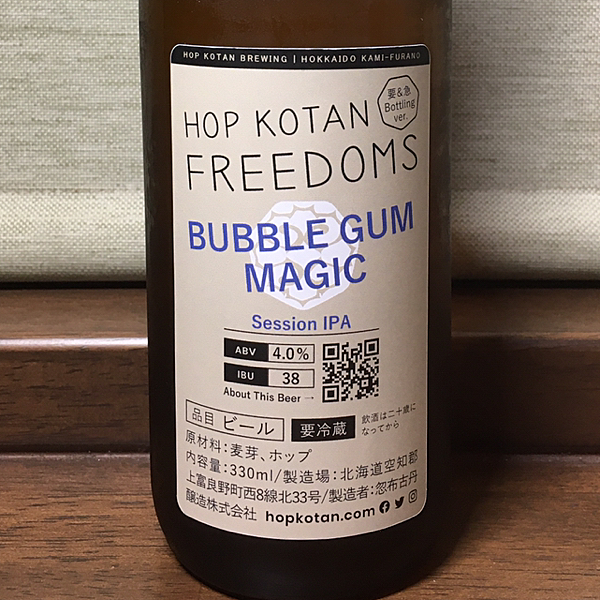 HOP KOTAN BREWING | HOKKAIDO KAMI-FURANO
要&急
Bottling
ver.
HOP KOTAN
FREEDOMS
BUBBLE GUM
MAGIC
Session IPA
ABV 4.0%
IBU 38
About This Beer →
品目 ビール 要冷蔵 飲酒は二十歳に
なってから
原材料：麦芽、ホップ
内容量：330ml/製造場：北海道空知郡
上富良野町西8線北33号/製造者：忽布古丹
醸造株式会社 hopkotan.com